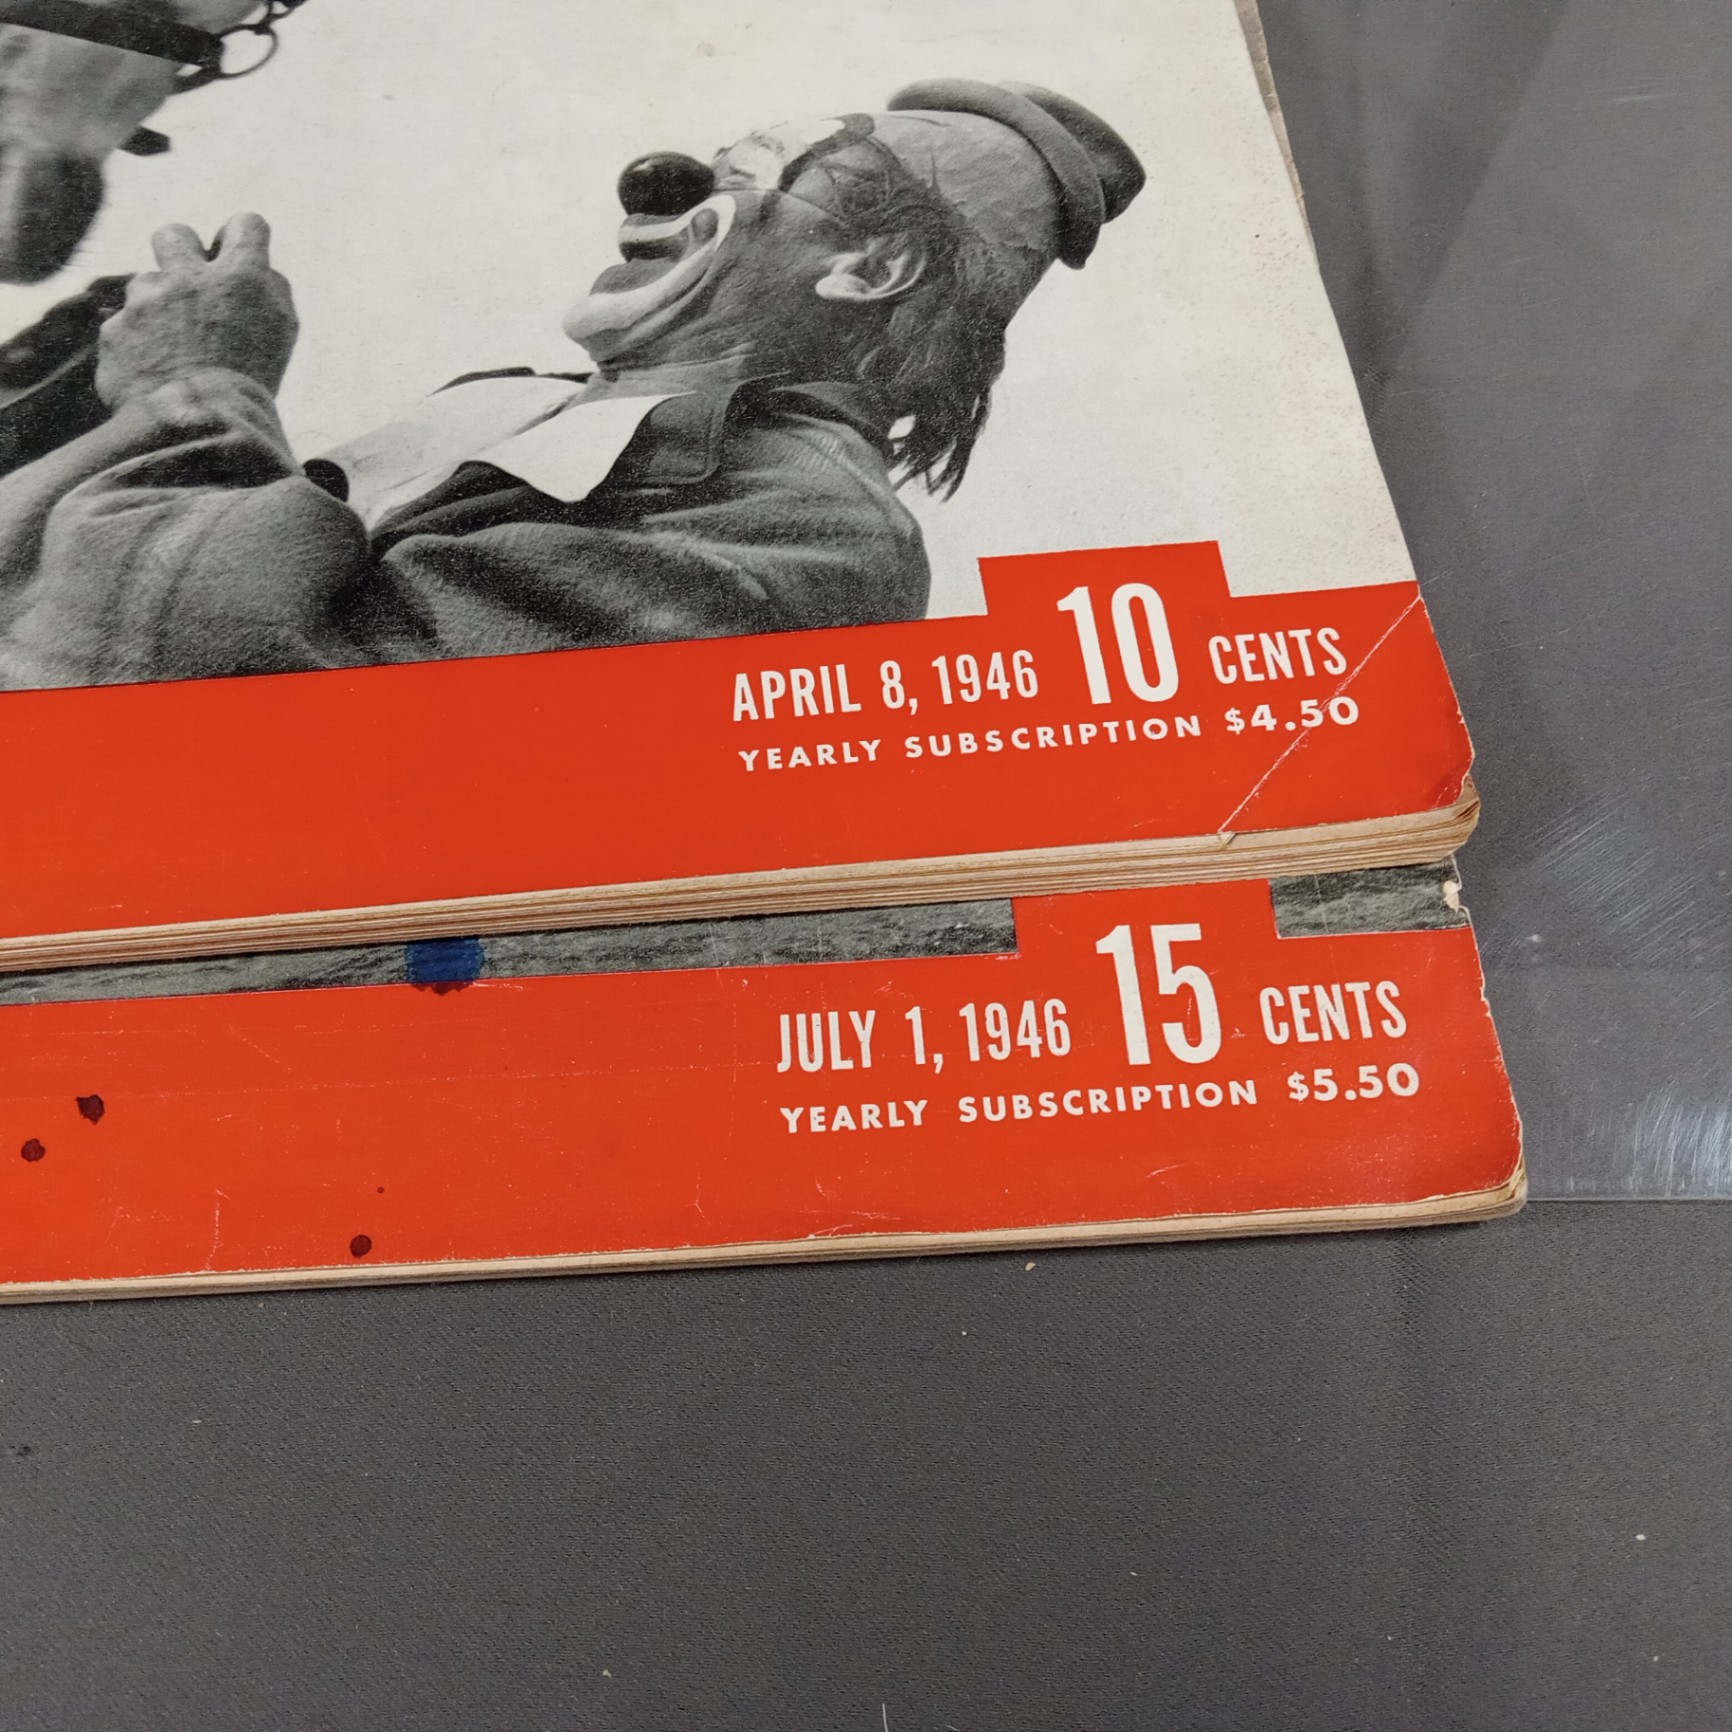 APRIL 8, 1946 10 CENTS
YEARLY SUBSCRIPTION $4.50
JULY 1, 1946 15 CENTS
YEARLY SUBSCRIPTION $5.50